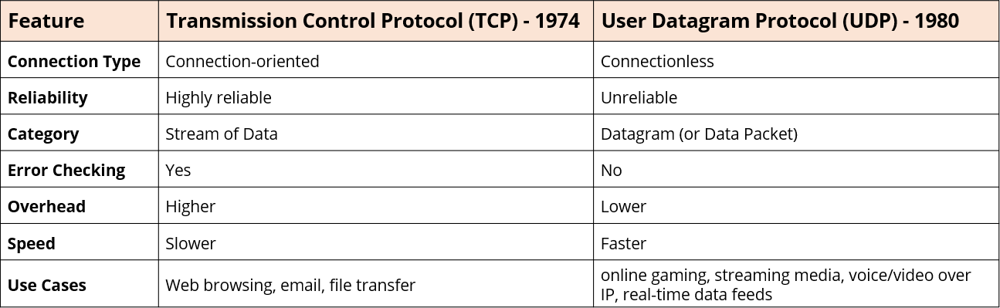 Feature Transmission Control Protocol (TCP) - 1974 User Datagram Protocol (UDP) - 1980
Connection Type Connection-oriented Connectionless
Reliability Highly reliable Unreliable
Category Stream of Data Datagram (or Data Packet)
Error Checking Yes No
Overhead Higher Lower
Speed Slower Faster
Use Cases Web browsing, email, file transfer online gaming, streaming media, voice/video over
IP, real-time data feeds